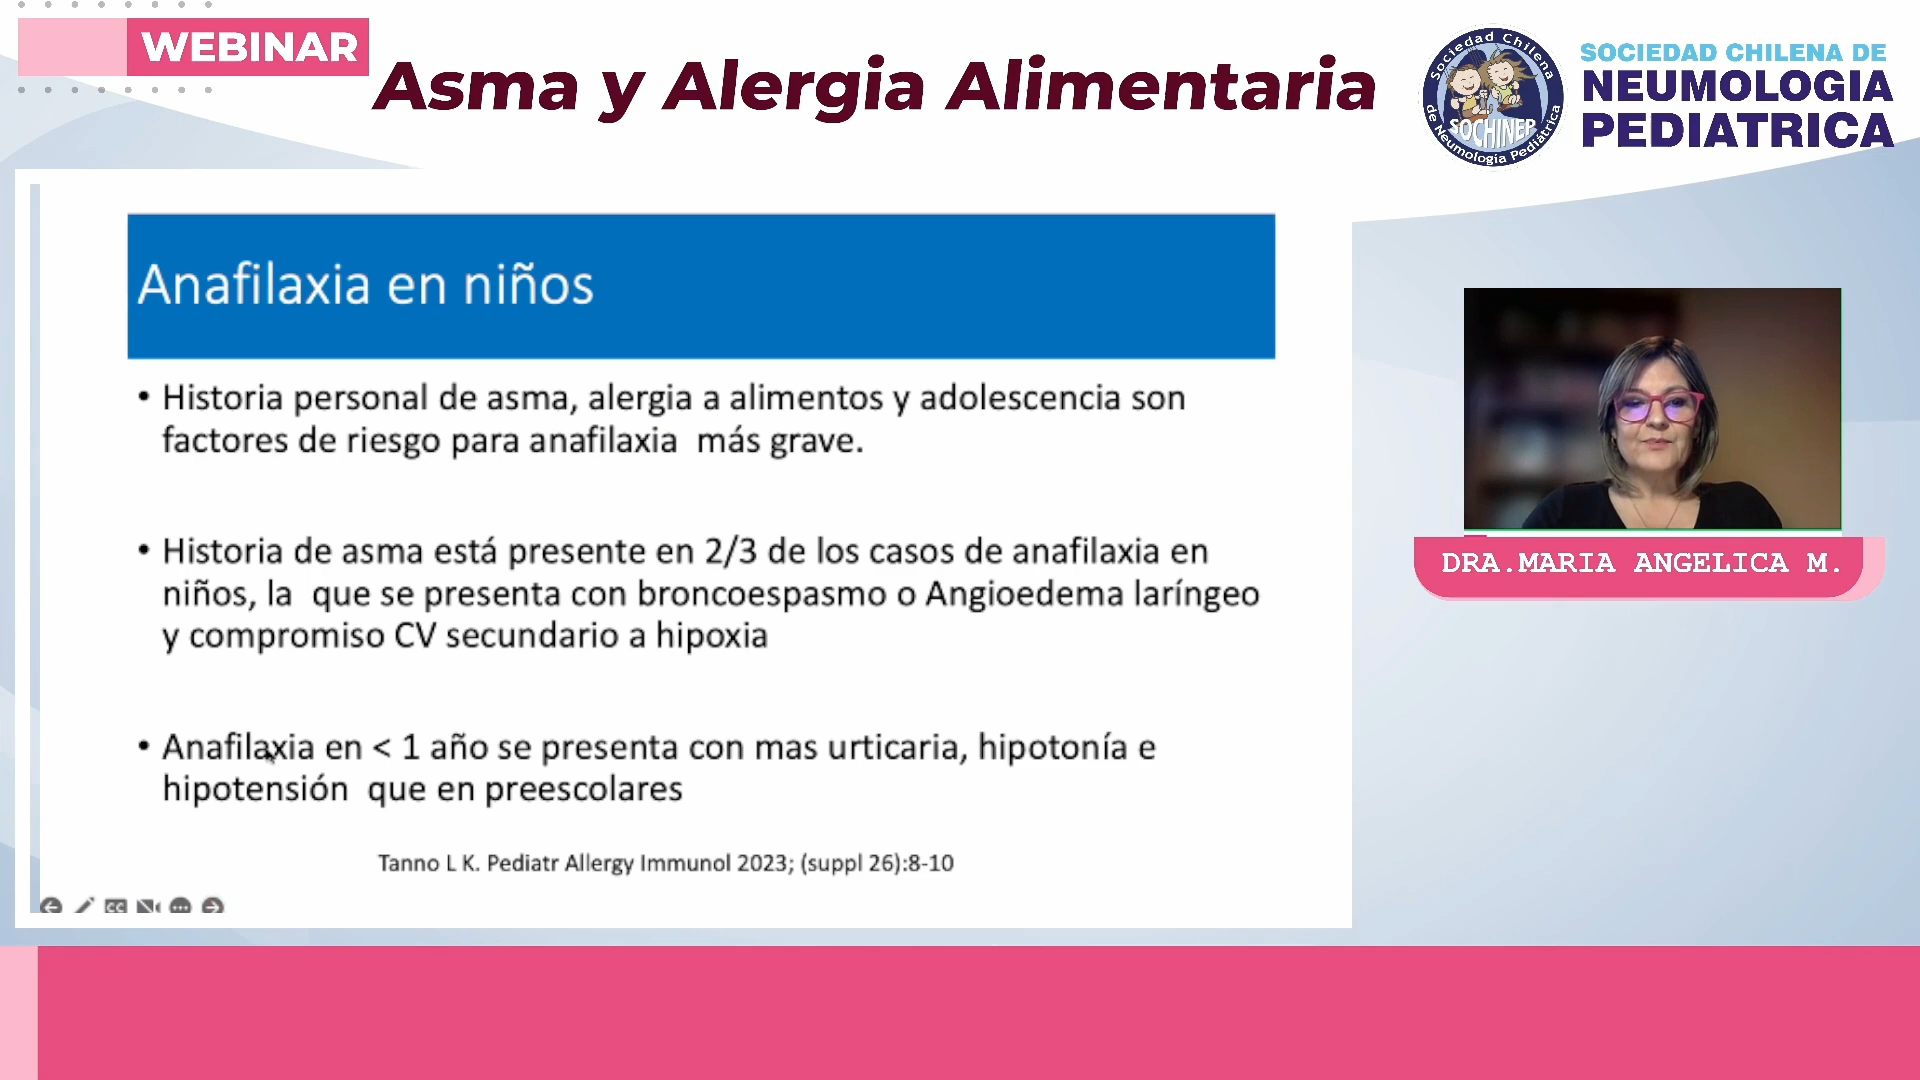 WEBINAR
Asma y Alergia Alimentaria
Sociedad Chilena
de Neumologia Pediátrica
SOCHINEP
SOCIEDAD CHILENA DE
NEUMOLOGIA
PEDIATRICA
Anafilaxia en niños
• Historia personal de asma, alergia a alimentos y adolescencia son
factores de riesgo para anafilaxia más grave.
• Historia de asma está presente en 2/3 de los casos de anafilaxia en
niños, la que se presenta con broncoespasmo o Angioedema laríngeo
y compromiso CV secundario a hipoxia
• Anafilaxia en < 1 año se presenta con mas urticaria, hipotonía e
hipotensión que en preescolares
Tanno L K. Pediatr Allergy Immunol 2023; (suppl 26):8-10
CC
DRA.MARIA ANGELICA M.